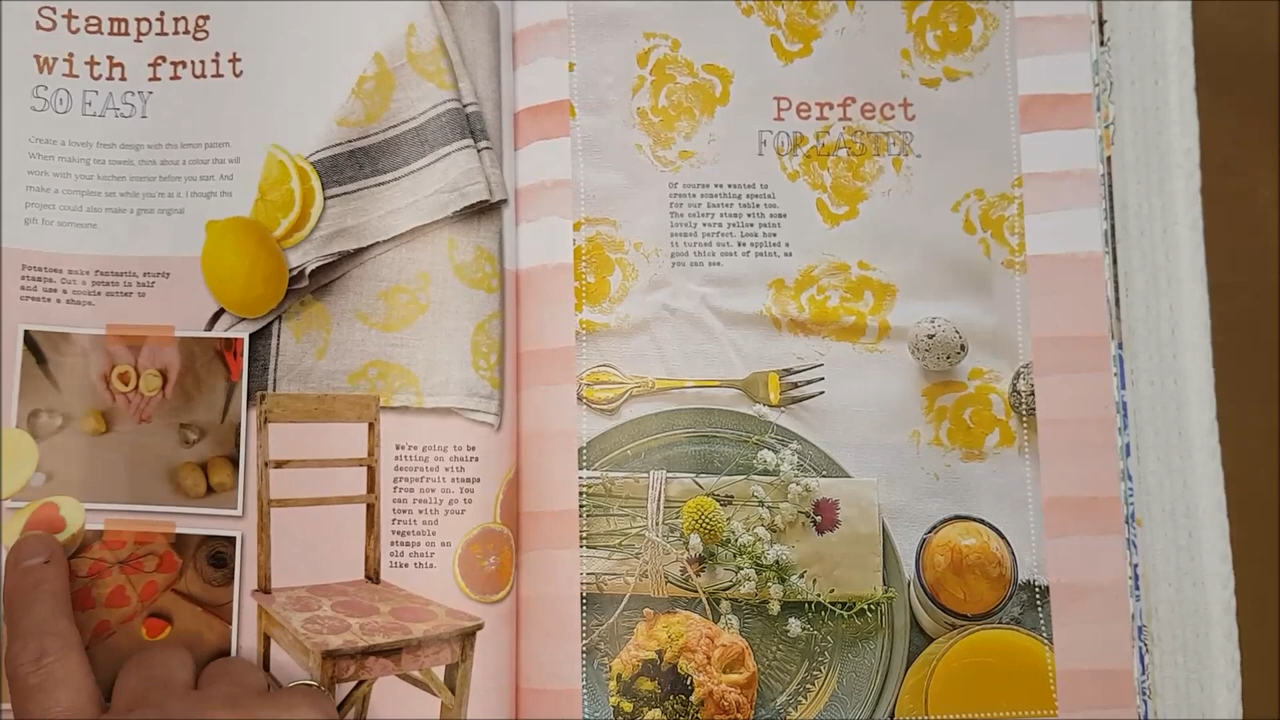 Stamping
with fruit
SO EASY
Create a lovely fresh design with this lemon pattern.
When making tea towels, think about a colour that will
work with your kitchen interior before you start. And
make a complete set while you're at it. I thought this
project could also make a great original
gift for someone.
Potatoes make fantastic, sturdy
stamps. Cut a potato in half
and use a cookie cutter to
create a shape.
We're going to be
sitting on chairs
decorated with
grapefruit stamps
from now on. You
can really go to
town with your
fruit and
vegetable
stamps on an
old chair
like this.
Perfect
FOR EASTER.
Of course we wanted to
create something special
for our Easter table too.
The celery stamp with some
lovely warm yellow paint
seemed perfect. Look how
it turned out. We applied a
good thick coat of paint, as
you can see.